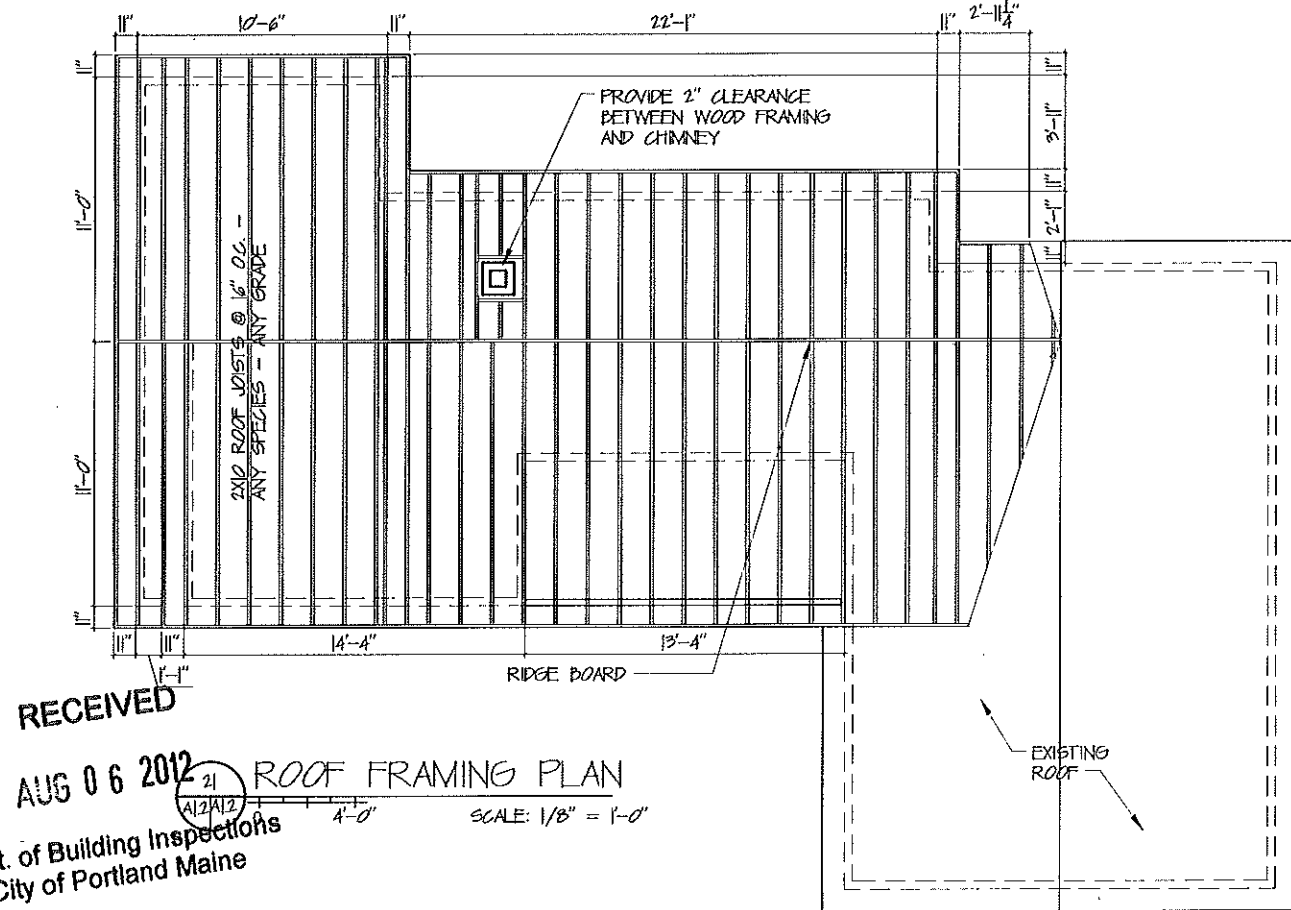 11" 10'-6" 11" 22'-1" 11" 2'-11 1/4"
11"
11'-0"
11'-0"
11"
11"
3'-11"
11"
2'-1"
11"
PROVIDE 2" CLEARANCE
BETWEEN WOOD FRAMING
AND CHIMNEY
2X10 ROOF JOISTS @ 16" O.C. -
ANY SPECIES - ANY GRADE
11" 11" 14'-4" 13'-4"
1'-1"
RIDGE BOARD
EXISTING
ROOF
RECEIVED
AUG 06 2012
t. of Building Inspections
City of Portland Maine
21
A1.2 A1.2
ROOF FRAMING PLAN
0 4'-0"
SCALE: 1/8" = 1'-0"